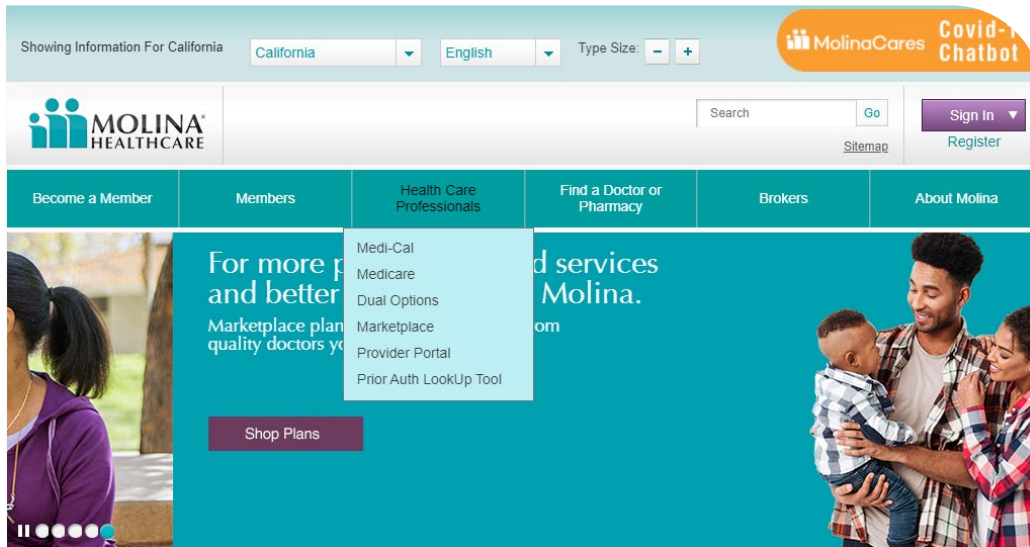 Showing Information For California
California
English
Type Size: - +
MolinaCares
Covid-1
Chatbot
MOLINA
HEALTHCARE
Search
Go
Sitemap
Sign In
Register
Become a Member
Members
Health Care
Professionals
Find a Doctor or
Pharmacy
Brokers
About Molina
For more p
d services
and better
Molina.
Marketplace plan
om
quality doctors yo
Medi-Cal
Medicare
Dual Options
Marketplace
Provider Portal
Prior Auth LookUp Tool
Shop Plans